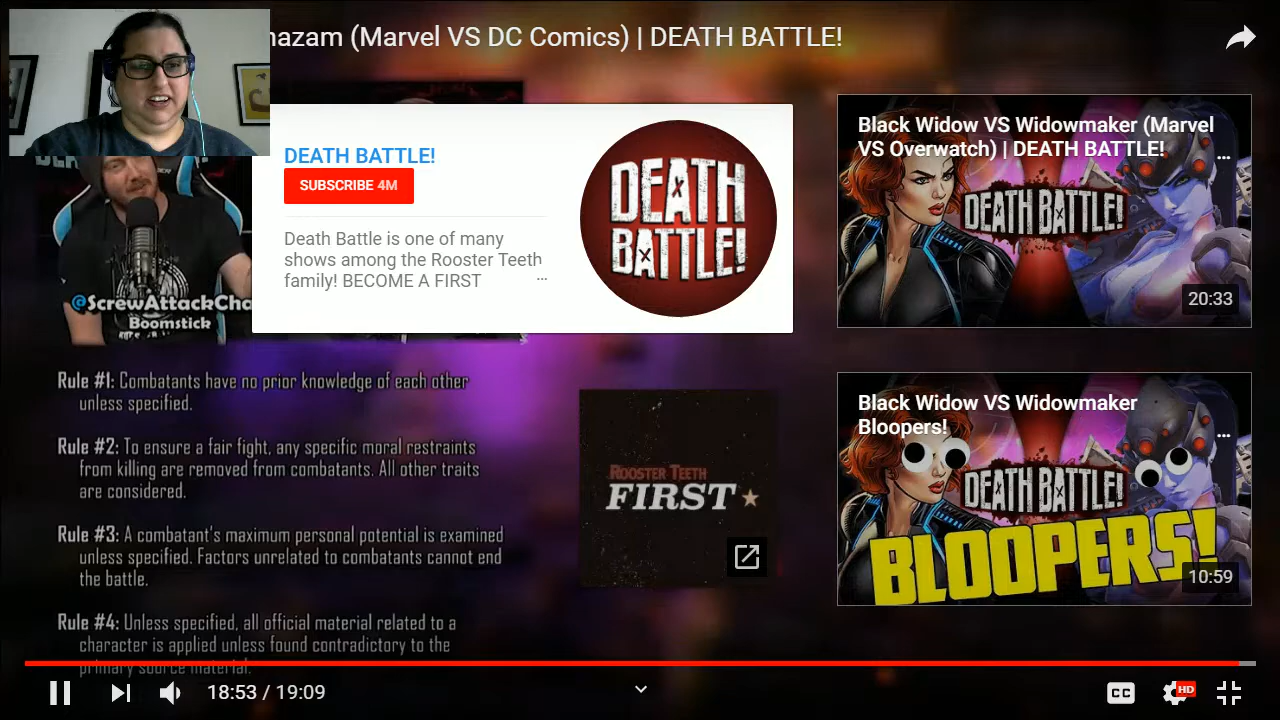 hazam (Marvel VS DC Comics) | DEATH BATTLE!
DEATH BATTLE!
SUBSCRIBE 4M
Death Battle is one of many
shows among the Rooster Teeth
family! BECOME A FIRST
...
DEATH
BATTLE!
@ScrewAttackCha
Boomstick
Rule #1: Combatants have no prior knowledge of each other
unless specified.
Rule #2: To ensure a fair fight, any specific moral restraints
from killing are removed from combatants. All other traits
are considered.
Rule #3: A combatant's maximum personal potential is examined
unless specified. Factors unrelated to combatants cannot end
the battle.
Rule #4: Unless specified, all official material related to a
character is applied unless found contradictory to the
primary source material.
ROOSTER TEETH
FIRST
Black Widow VS Widowmaker (Marvel
VS Overwatch) | DEATH BATTLE!
DEATH BATTLE!
20:33
Black Widow VS Widowmaker
Bloopers!
DEATH BATTLE!
BLOOPERS!
10:59
18:53 / 19:09
CC
HD